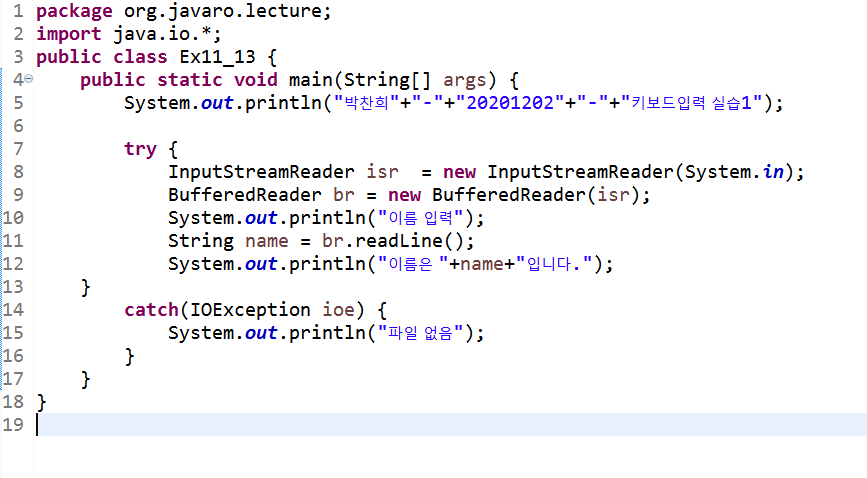 1 package org.javaro.lecture;
2 import java.io.*;
3 public class Ex11_13 {
4 public static void main(String[] args) {
5 System.out.println("박찬희"+"-"+"20201202"+"-"+"키보드입력 실습1");
6
7 try {
8 InputStreamReader isr  = new InputStreamReader(System.in);
9 BufferedReader br = new BufferedReader(isr);
10 System.out.println("이름 입력");
11 String name = br.readLine();
12 System.out.println("이름은 "+name+"입니다.");
13 }
14 catch(IOException ioe) {
15 System.out.println("파일 없음");
16 }
17 }
18 }
19